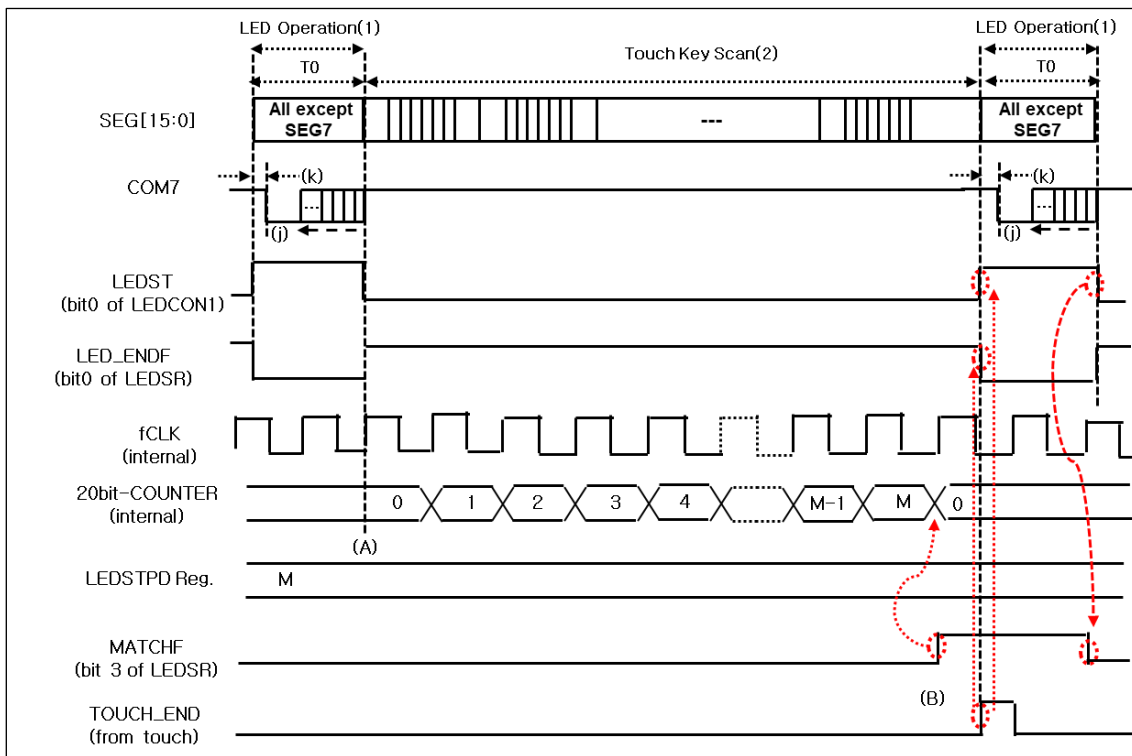 LED Operation(1)
LED Operation(1)
Touch Key Scan(2)
T0
T0
SEG[15:0]
All except
SEG7
---
All except
SEG7
COM7
(k)
(k)
...
...
(j)
(j)
LEDST
(bit0 of LEDCON1)
LED_ENDF
(bit0 of LEDSR)
fCLK
(internal)
20bit-COUNTER
(internal)
0
1
2
3
4
M-1
M
0
(A)
LEDSTPD Reg.
M
MATCHF
(bit 3 of LEDSR)
(B)
TOUCH_END
(from touch)